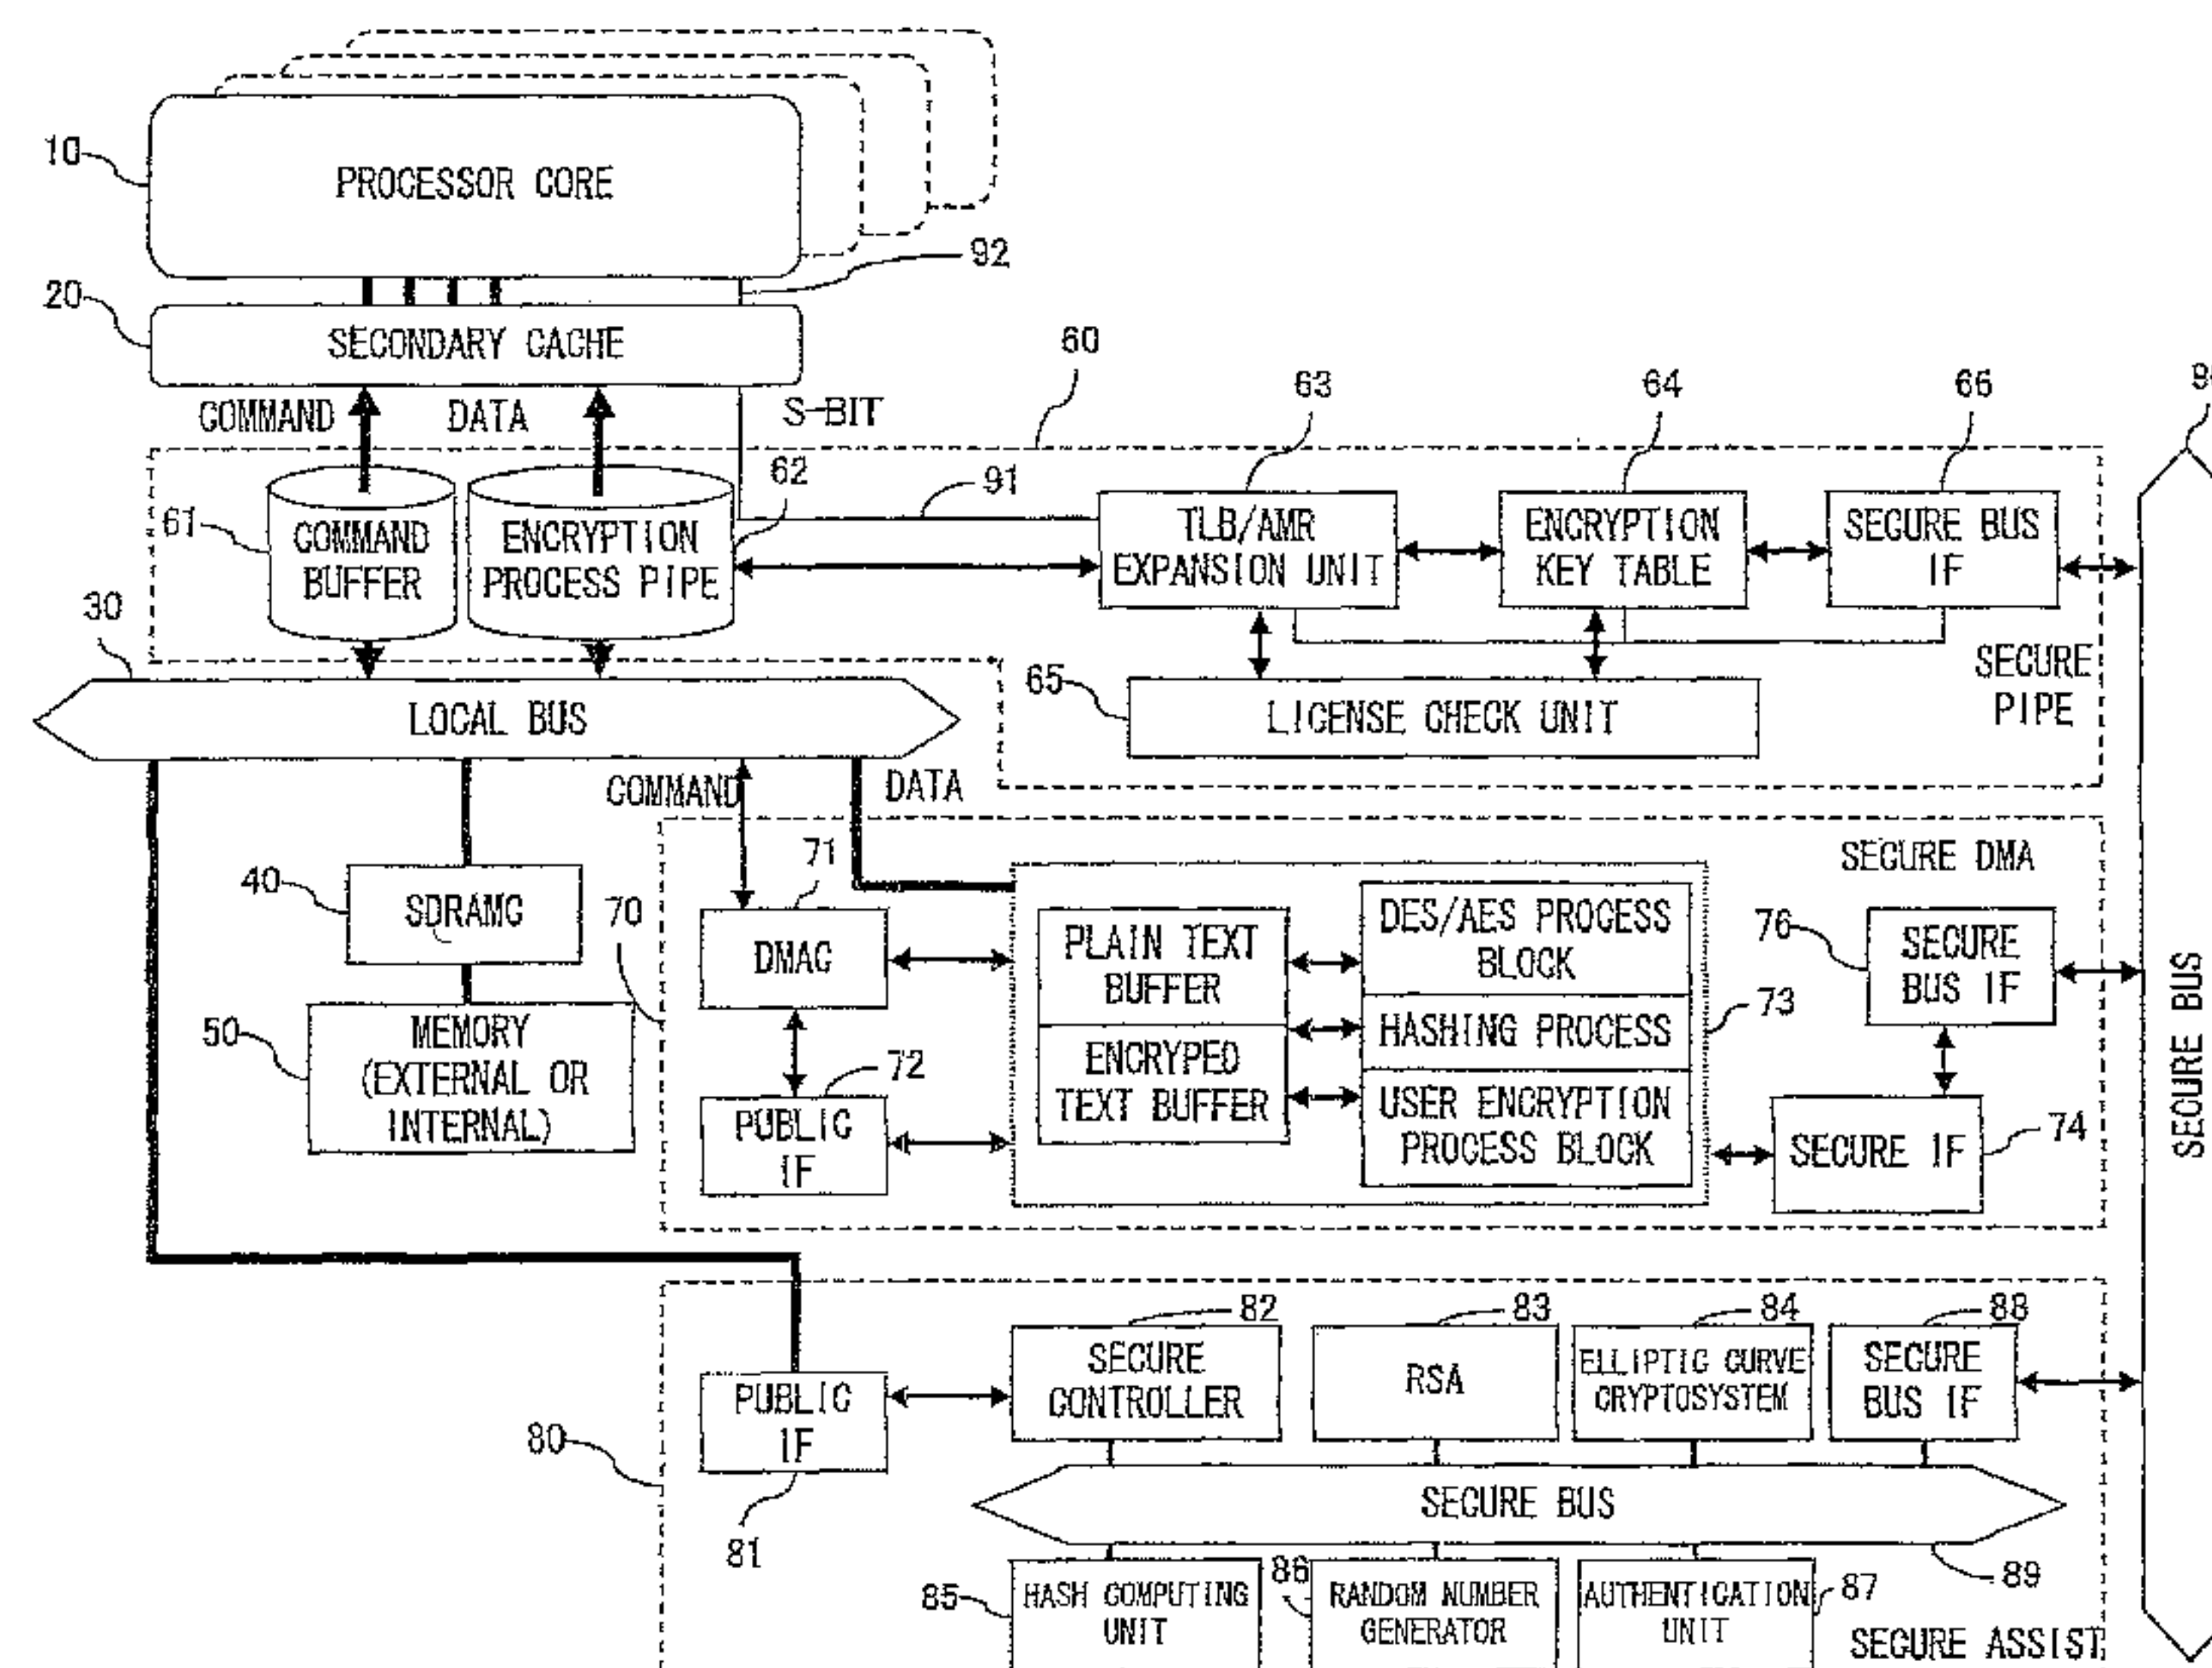 10
PROCESSOR CORE
92
20
SECONDARY CACHE
60
63
64
66
COMMAND
DATA
S-BIT
62
91
61
COMMAND
BUFFER
ENCRYPTION
PROCESS PIPE
TLB/AMR
EXPANSION UNIT
ENCRYPTION
KEY TABLE
SECURE BUS
IF
30
LOCAL BUS
65
LICENSE CHECK UNIT
SECURE
PIPE
COMMAND
DATA
71
SECURE DMA
40
SDRAMC
70
DMAC
PLAIN TEXT
BUFFER
DES/AES PROCESS
BLOCK
76
SECURE
BUS IF
SECURE BUS
50
MEMORY
(EXTERNAL OR
INTERNAL)
72
PUBLIC
IF
ENCRYPED
TEXT BUFFER
HASHING PROCESS
73
USER ENCRYPTION
PROCESS BLOCK
SECURE IF
74
82
83
84
88
80
PUBLIC
IF
81
SECURE
CONTROLLER
RSA
ELLIPTIC CURVE
CRYPTOSYSTEM
SECURE
BUS IF
SECURE BUS
89
85
HASH COMPUTING
UNIT
86
RANDOM NUMBER
GENERATOR
AUTHENTICATION
UNIT
87
SECURE ASSIST